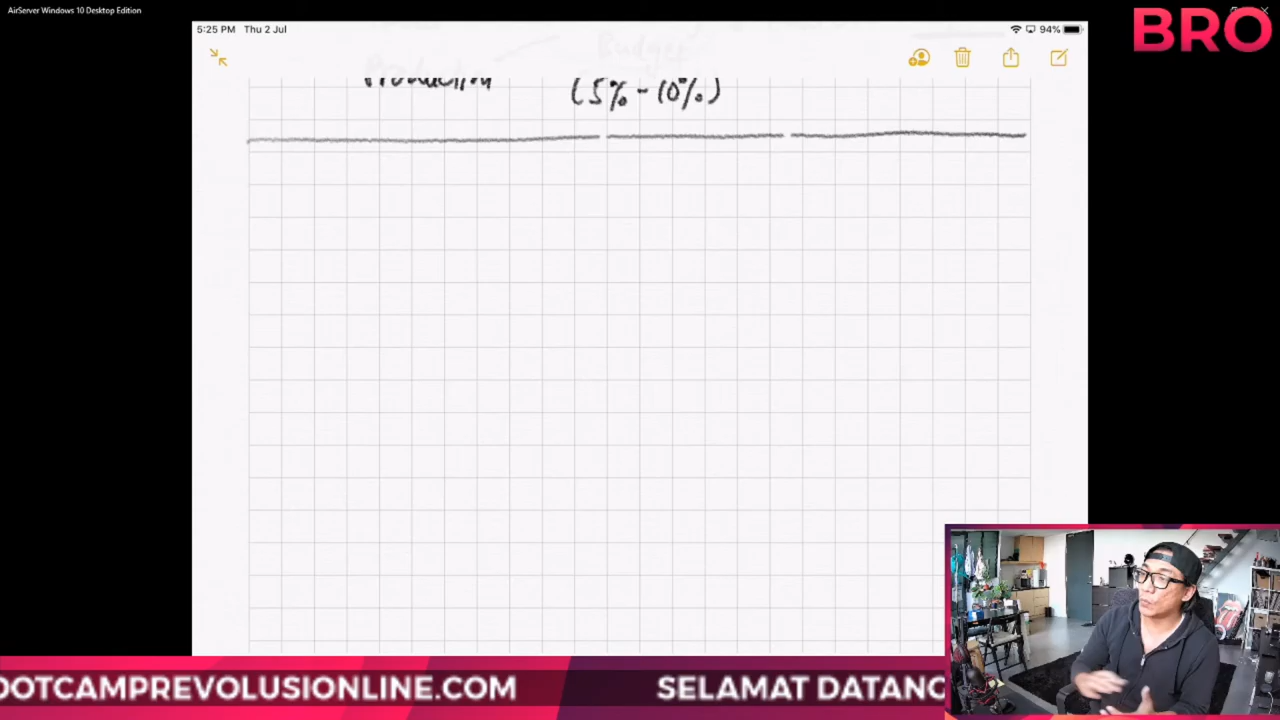 AirServer Windows 10 Desktop Edition
BRO
5:25 PM Thu 2 Jul
94%
Budget
Production
(5% - 10%)
OOTCAMPREVOLUSIONLINE.COM
SELAMAT DATANG